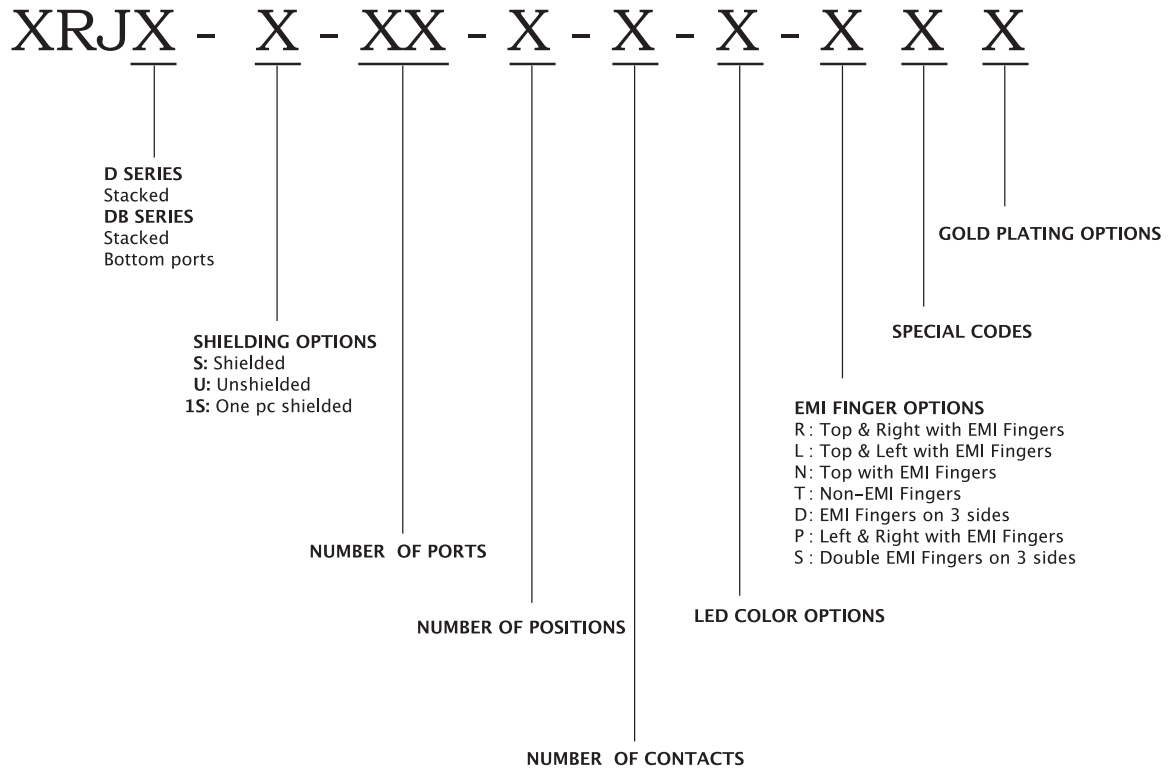 XRJX - X - XX - X - X - X - X X X
D SERIES
Stacked
DB SERIES
Stacked
Bottom ports
GOLD PLATING OPTIONS
SHIELDING OPTIONS
S: Shielded
U: Unshielded
1S: One pc shielded
SPECIAL CODES
EMI FINGER OPTIONS
R : Top & Right with EMI Fingers
L : Top & Left with EMI Fingers
N: Top with EMI Fingers
T : Non-EMI Fingers
D: EMI Fingers on 3 sides
P : Left & Right with EMI Fingers
S : Double EMI Fingers on 3 sides
NUMBER OF PORTS
NUMBER OF POSITIONS
LED COLOR OPTIONS
NUMBER OF CONTACTS